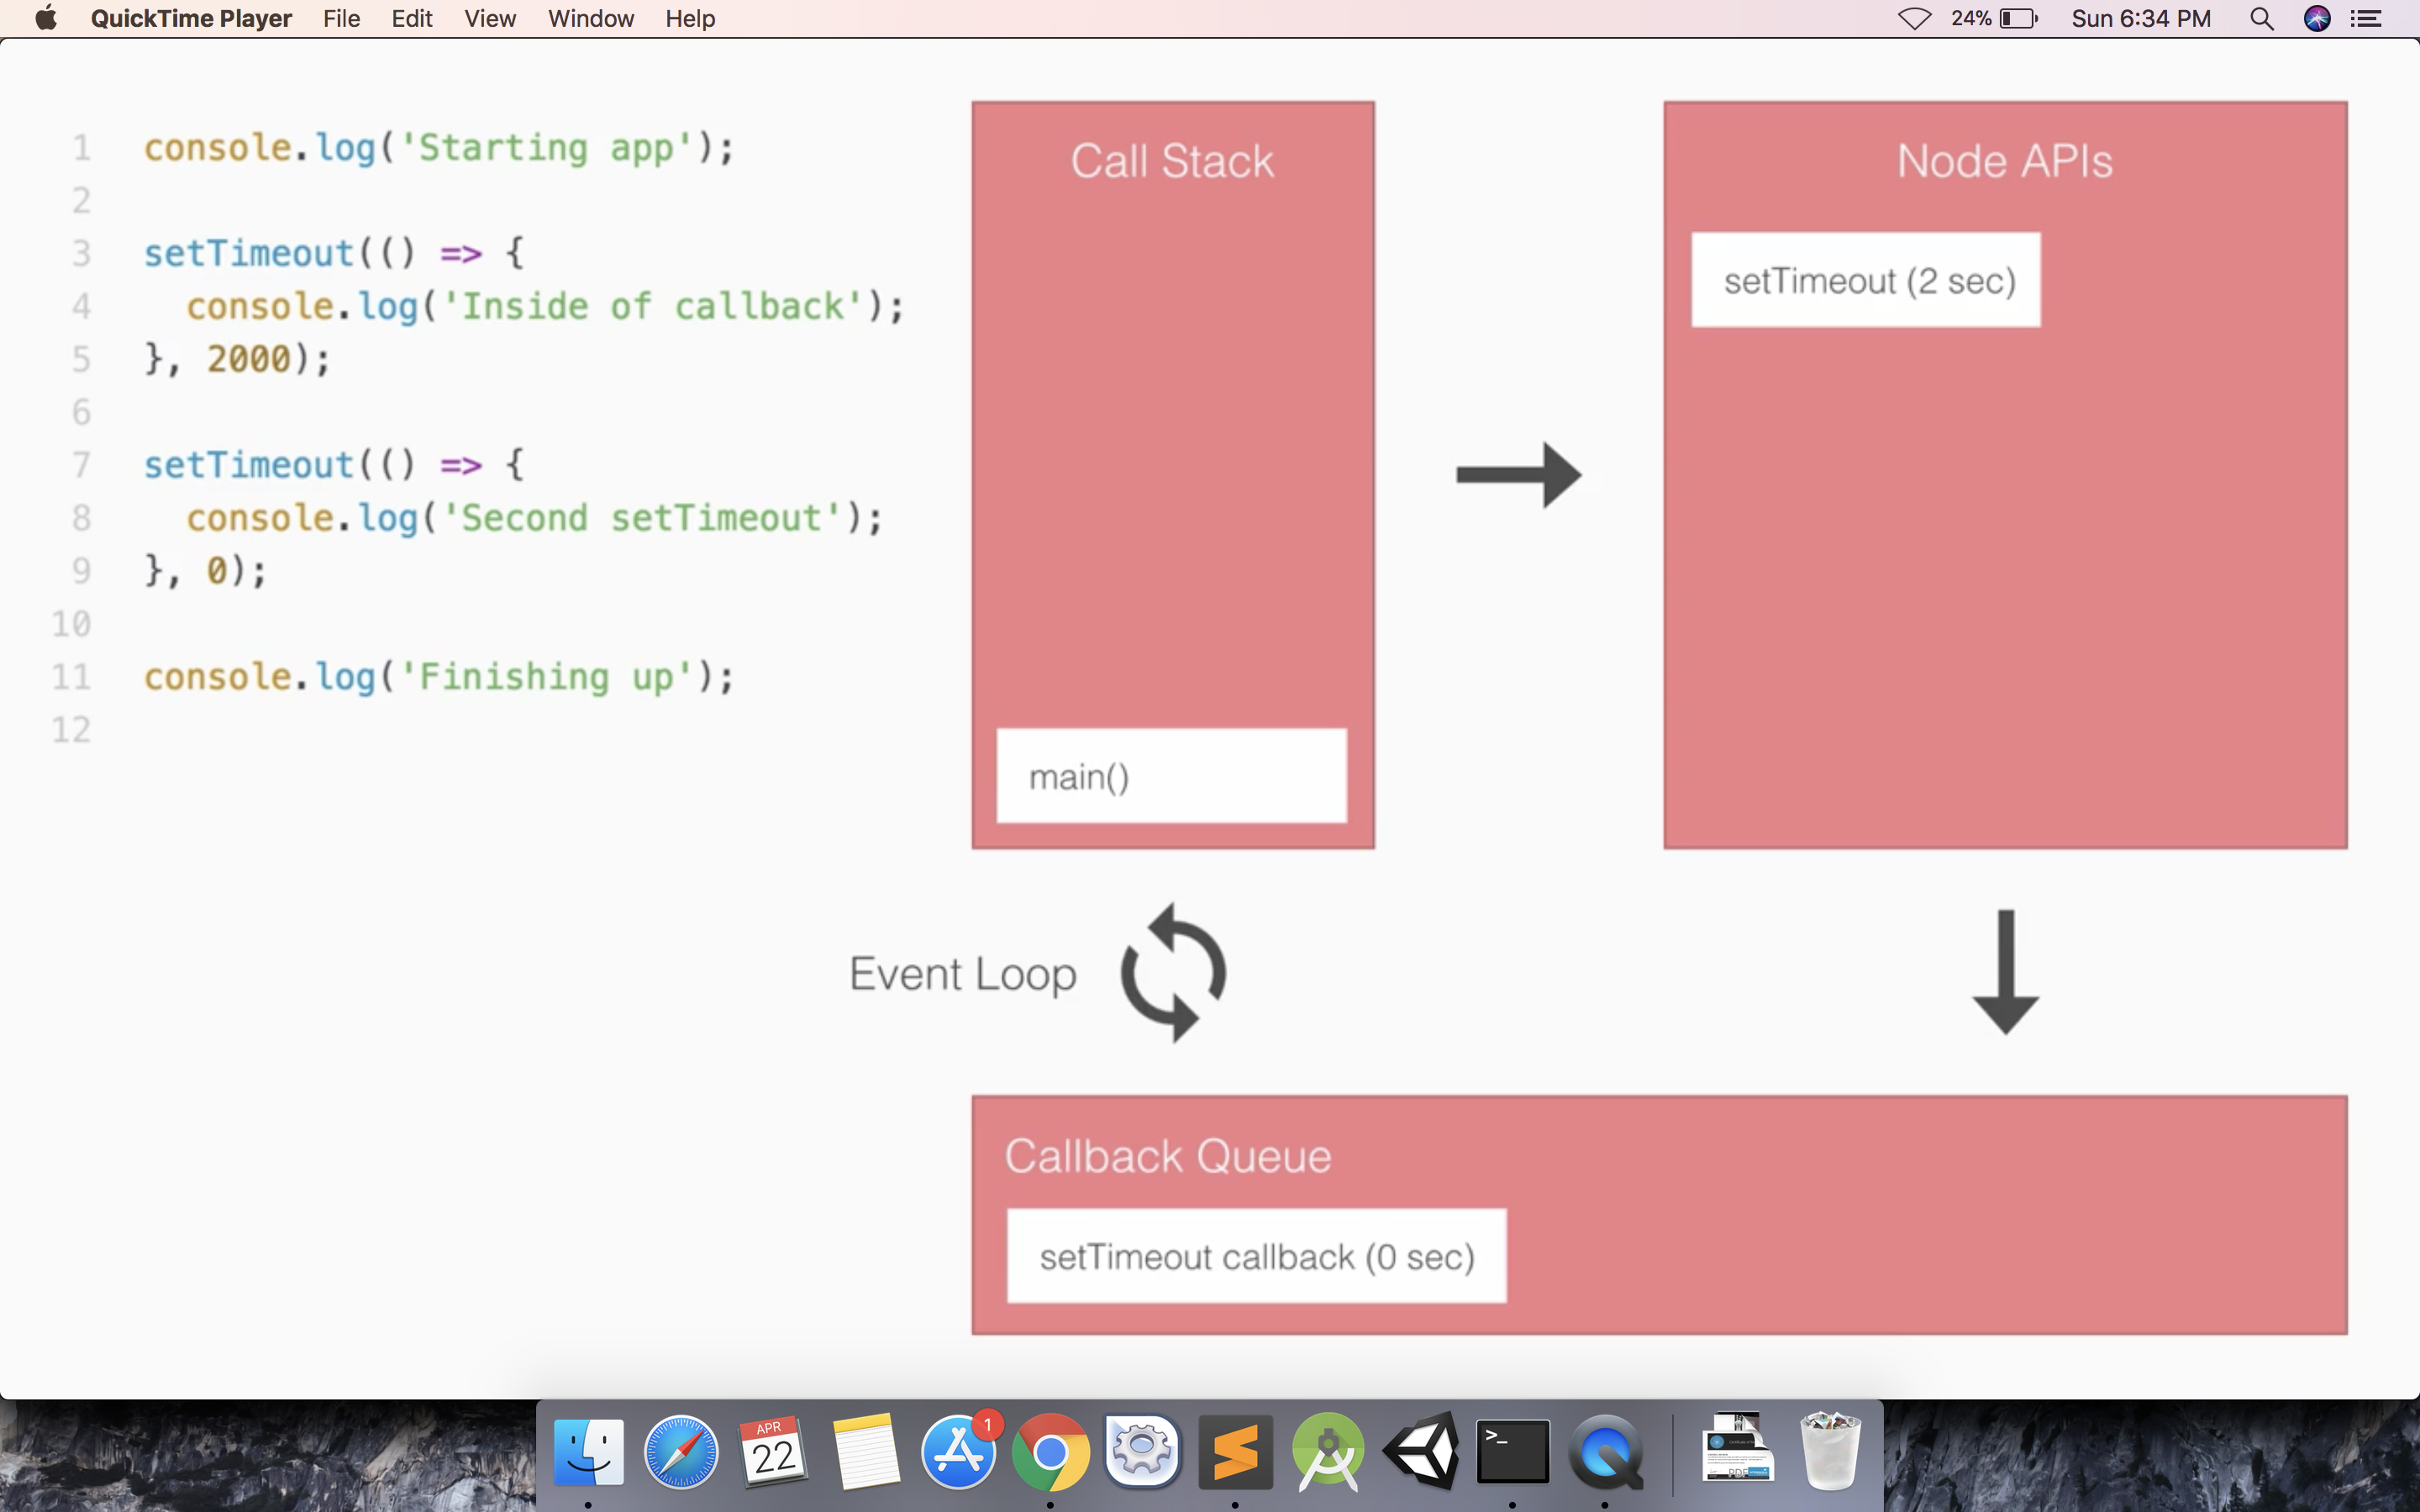 QuickTime Player File Edit View Window Help 24% Sun 6:34 PM
1 console.log('Starting app');
2
3 setTimeout(() => {
4 console.log('Inside of callback');
5 }, 2000);
6
7 setTimeout(() => {
8 console.log('Second setTimeout');
9 }, 0);
10
11 console.log('Finishing up');
12
Call Stack
main()
Node APIs
setTimeout (2 sec)
Event Loop
Callback Queue
setTimeout callback (0 sec)
APR
22
1
>_
PDF